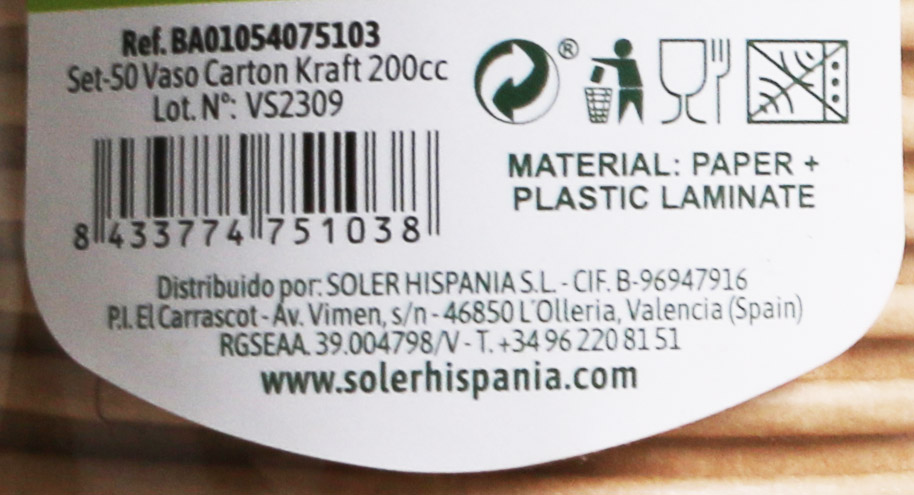 Ref. BA01054075103
Set-50 Vaso Carton Kraft 200cc
Lot. Nº: VS2309
8 433774 751038
®
MATERIAL: PAPER +
PLASTIC LAMINATE
Distribuido por: SOLER HISPANIA S.L. - CIF. B-96947916
P.I. El Carrascot - Av. Vimen, s/n - 46850 L´Olleria, Valencia (Spain)
RGSEAA. 39.004798/V - T. +34 96 220 81 51
www.solerhispania.com